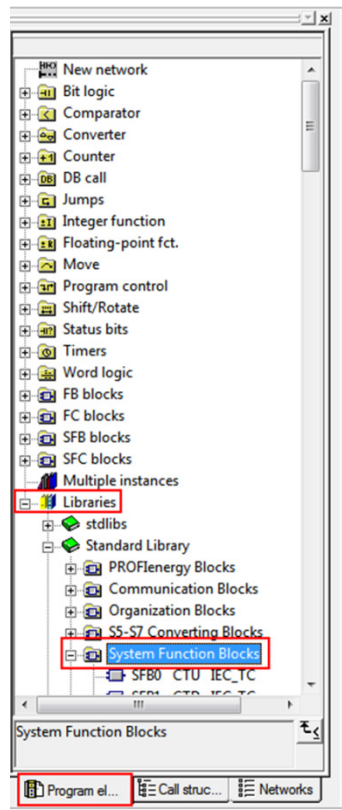 New network
Bit logic
Comparator
Converter
Counter
DB call
Jumps
Integer function
Floating-point fct.
Move
Program control
Shift/Rotate
Status bits
Timers
Word logic
FB blocks
FC blocks
SFB blocks
SFC blocks
Multiple instances
Libraries
stdlibs
Standard Library
PROFIenergy Blocks
Communication Blocks
Organization Blocks
S5-S7 Converting Blocks
System Function Blocks
SFB0 CTU IEC_TC
SFB1 CTD IEC_TC
System Function Blocks
Program el... Call struc... Networks